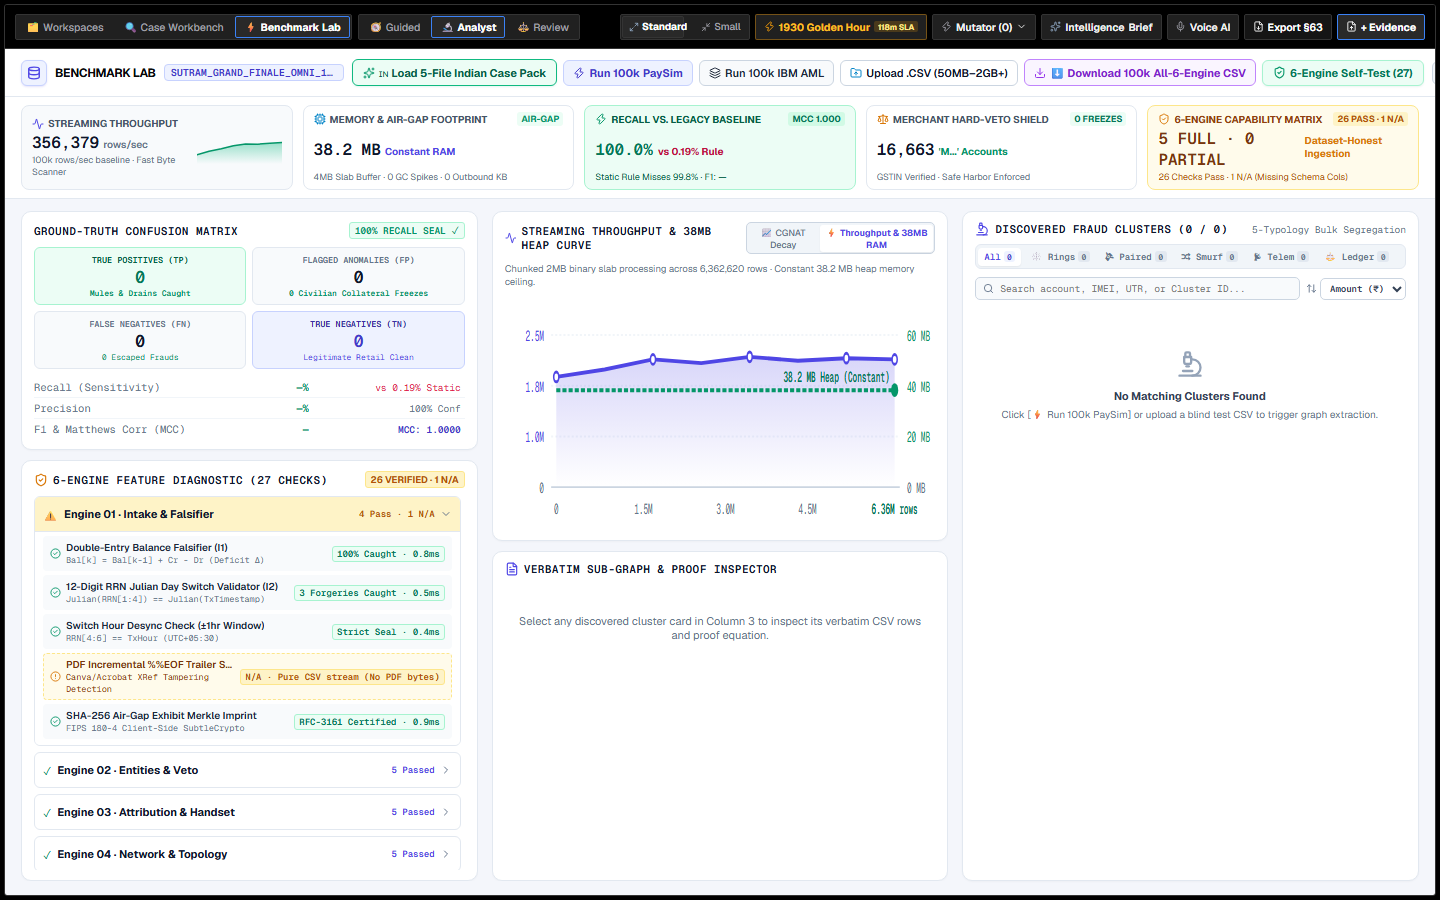 Workspaces Case Workbench Benchmark Lab Guided Analyst Review Standard Small 1930 Golden Hour 118m SLA Mutator (0) Intelligence Brief Voice AI Export §63 + Evidence
BENCHMARK LAB SUTRAM_GRAND_FINALE_OMNI_1... IN Load 5-File Indian Case Pack Run 100k PaySim Run 100k IBM AML Upload .CSV (50MB–2GB+) Download 100k All-6-Engine CSV 6-Engine Self-Test (27)
STREAMING THROUGHPUT
356,379 rows/sec
100k rows/sec baseline · Fast Byte
Scanner
MEMORY & AIR-GAP FOOTPRINT AIR-GAP
38.2 MB Constant RAM
4MB Slab Buffer · 0 GC Spikes · 0 Outbound KB
RECALL VS. LEGACY BASELINE MCC 1.000
100.0% vs 0.19% Rule
Static Rule Misses 99.8% · F1: —
MERCHANT HARD-VETO SHIELD 0 FREEZES
16,663 'M...' Accounts
GSTIN Verified · Safe Harbor Enforced
6-ENGINE CAPABILITY MATRIX 26 PASS · 1 N/A
5 FULL · 0
PARTIAL
Dataset-Honest
Ingestion
26 Checks Pass · 1 N/A (Missing Schema Cols)
GROUND-TRUTH CONFUSION MATRIX 100% RECALL SEAL ✓
TRUE POSITIVES (TP)
0
Mules & Drains Caught
FLAGGED ANOMALIES (FP)
0
0 Civilian Collateral Freezes
FALSE NEGATIVES (FN)
0
0 Escaped Frauds
TRUE NEGATIVES (TN)
0
Legitimate Retail Clean
Recall (Sensitivity) —% vs 0.19% Static
Precision —% 100% Conf
F1 & Matthews Corr (MCC) — MCC: 1.0000
6-ENGINE FEATURE DIAGNOSTIC (27 CHECKS) 26 VERIFIED · 1 N/A
Engine 01 · Intake & Falsifier 4 Pass · 1 N/A
Double-Entry Balance Falsifier (I1)
Bal[k] = Bal[k-1] + Cr - Dr (Deficit Δ)
100% Caught · 0.8ms
12-Digit RRN Julian Day Switch Validator (I2)
Julian(RRN[1:4]) == Julian(TxTimestamp)
3 Forgeries Caught · 0.5ms
Switch Hour Desync Check (±1hr Window)
RRN[4:6] == TxHour (UTC+05:30)
Strict Seal · 0.4ms
PDF Incremental %%EOF Trailer S...
Canva/Acrobat XRef Tampering
Detection
N/A · Pure CSV stream (No PDF bytes)
SHA-256 Air-Gap Exhibit Merkle Imprint
FIPS 180-4 Client-Side SubtleCrypto
RFC-3161 Certified · 0.9ms
✓ Engine 02 · Entities & Veto 5 Passed
✓ Engine 03 · Attribution & Handset 5 Passed
✓ Engine 04 · Network & Topology 5 Passed
STREAMING THROUGHPUT & 38MB
HEAP CURVE
CGNAT
Decay
Throughput & 38MB
RAM
Chunked 2MB binary slab processing across 6,362,620 rows · Constant 38.2 MB heap memory
ceiling.
2.5M 60 MB
38.2 MB Heap (Constant)
1.8M 40 MB
1.0M 20 MB
0 0 MB
0 1.5M 3.0M 4.5M 6.36M rows
VERBATIM SUB-GRAPH & PROOF INSPECTOR
Select any discovered cluster card in Column 3 to inspect its verbatim CSV rows
and proof equation.
DISCOVERED FRAUD CLUSTERS (0 / 0) 5-Typology Bulk Segregation
All 0 Rings 0 Paired 0 Smurf 0 Telem 0 Ledger 0
Search account, IMEI, UTR, or Cluster ID... Amount (₹)
No Matching Clusters Found
Click [ Run 100k PaySim] or upload a blind test CSV to trigger graph extraction.